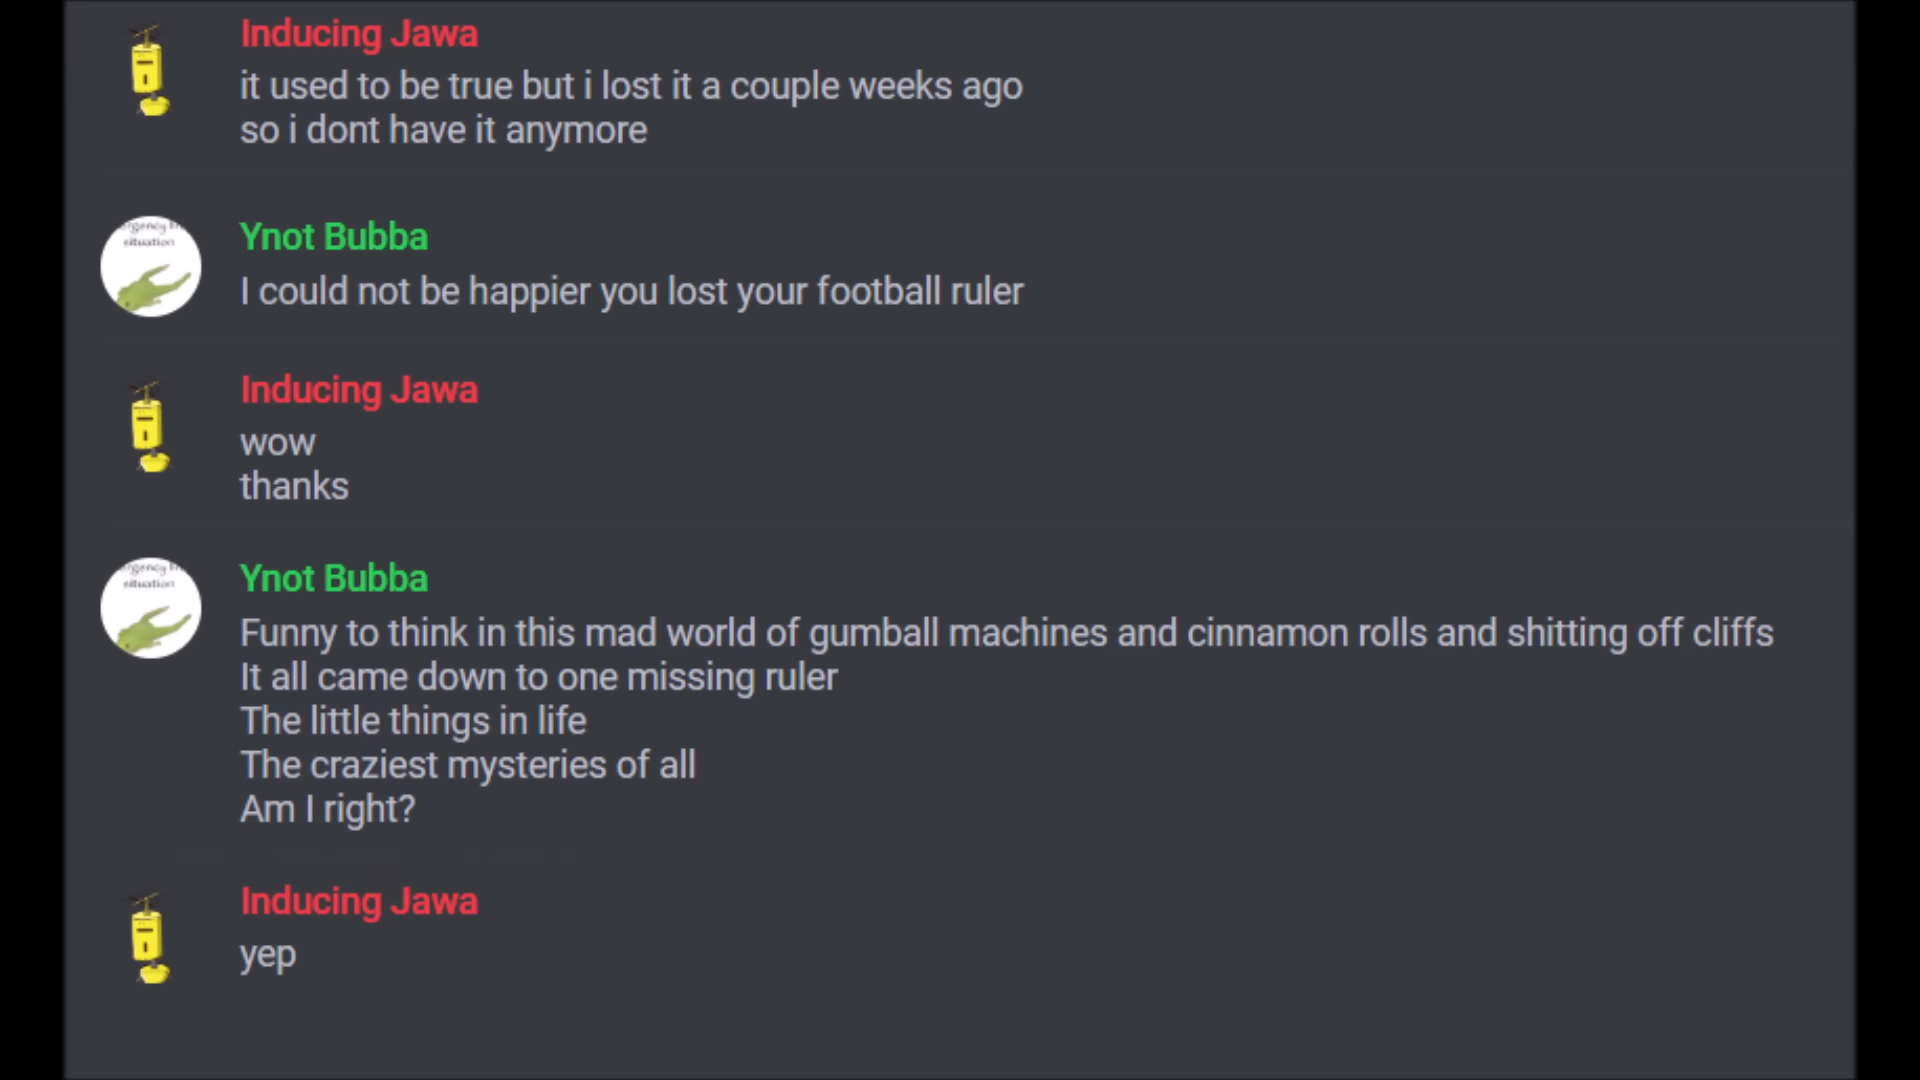 Inducing Jawa
it used to be true but i lost it a couple weeks ago
so i dont have it anymore
situation
Ynot Bubba
I could not be happier you lost your football ruler
Inducing Jawa
wow
thanks
situation
Ynot Bubba
Funny to think in this mad world of gumball machines and cinnamon rolls and shitting off cliffs
It all came down to one missing ruler
The little things in life
The craziest mysteries of all
Am I right?
Inducing Jawa
yep